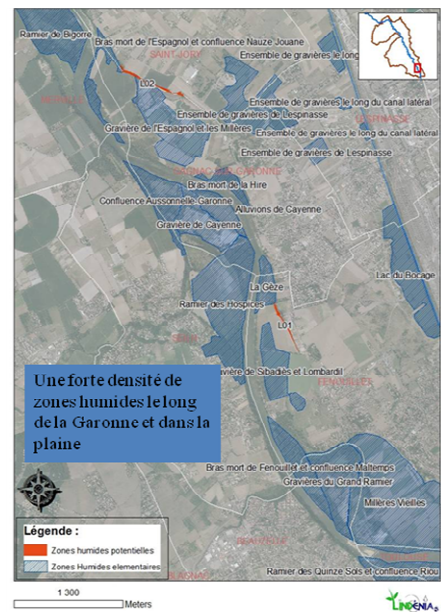 Ramier de Bigorre
Bras mort de l'Espagnol et confluence Nauze Jouane
SAINT-JORY
Ensemble de gravières le long
L02
Ensemble de gravières le long du canal latéral
Ensemble de gravières de Lespinasse
Gravière de l'Espagnol et les Millères
Ensemble de gravières le long du canal latéral
Ensemble de gravières de Lespinasse
Bras mort de la Hire
Confluence Aussonnelle-Garonne
Alluvions de Cayenne
Gravière de Cayenne
Lac du Bocage
La Gèze
Ramier des Hospices
L01
Gravière de Sibadès et Lombardil
FENOUILLET
Une forte densité de
zones humides le long
de la Garonne et dans la
plaine
Bras mort de Fenouillet et confluence Maltemps
Gravières du Grand Ramier
Millères Vieilles
Légende :
Zones humides potentielles
Zones Humides elementaires
Ramier des Quinze Sols et confluence Riou
1 300
Meters
LINDENIA